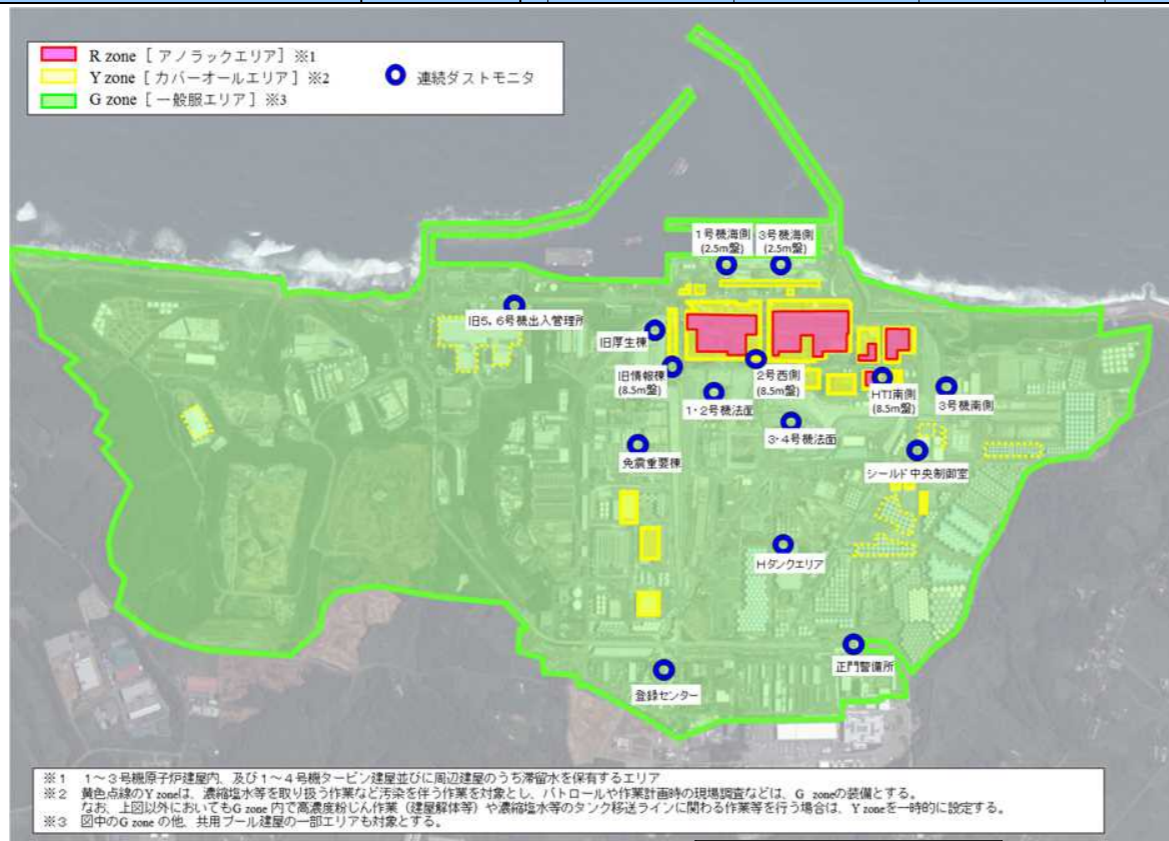 R zone [ アノラックエリア] ※1
Y zone [ カバーオールエリア] ※2
G zone [ 一般服エリア] ※3
連続ダストモニタ
1号機海側
(2.5m盤)
3号機海側
(2.5m盤)
旧5，6号機出入管理所
旧厚生棟
旧情報棟
(8.5m盤)
2号西側
(8.5m盤)
1・2号機法面
HTI南側
(8.5m盤)
3号機南側
3・4号機法面
免震重要棟
シールド中央制御室
Hタンクエリア
正門警備所
登録センター
※1 1～3号機原子炉建屋内、及び1～4号機タービン建屋並びに周辺建屋のうち滞留水を保有するエリア
※2 黄色点線のY zoneは、濃縮塩水等を取り扱う作業など汚染を伴う作業を対象とし、パトロールや作業計画時の現場調査などは、G zoneの装備とする。
なお、上図以外においてもG zone 内で高濃度粉じん作業（建屋解体等）や濃縮塩水等のタンク移送ラインに関わる作業等を行う場合は、Y zoneを一時的に設定する。
※3 図中のG zone の他、共用プール建屋の一部エリアも対象とする。